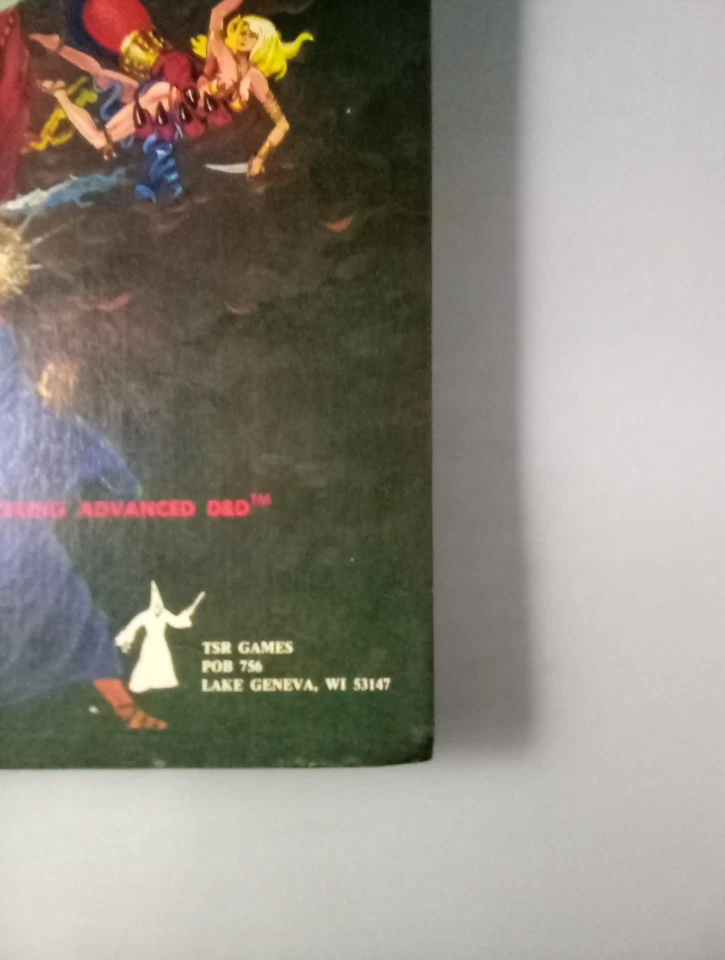 ADVANCED D&D™
TSR GAMES
POB 756
LAKE GENEVA, WI 53147